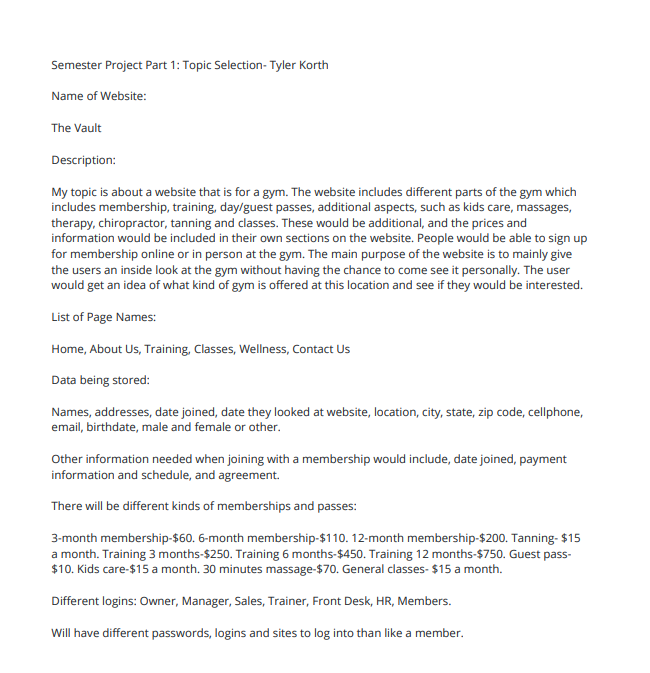 Semester Project Part 1: Topic Selection- Tyler Korth
Name of Website:
The Vault
Description:
My topic is about a website that is for a gym. The website includes different parts of the gym which
includes membership, training, day/guest passes, additional aspects, such as kids care, massages,
therapy, chiropractor, tanning and classes. These would be additional, and the prices and
information would be included in their own sections on the website. People would be able to sign up
for membership online or in person at the gym. The main purpose of the website is to mainly give
the users an inside look at the gym without having the chance to come see it personally. The user
would get an idea of what kind of gym is offered at this location and see if they would be interested.
List of Page Names:
Home, About Us, Training, Classes, Wellness, Contact Us
Data being stored:
Names, addresses, date joined, date they looked at website, location, city, state, zip code, cellphone,
email, birthdate, male and female or other.
Other information needed when joining with a membership would include, date joined, payment
information and schedule, and agreement.
There will be different kinds of memberships and passes:
3-month membership-$60. 6-month membership-$110. 12-month membership-$200. Tanning- $15
a month. Training 3 months-$250. Training 6 months-$450. Training 12 months-$750. Guest pass-
$10. Kids care-$15 a month. 30 minutes massage-$70. General classes- $15 a month.
Different logins: Owner, Manager, Sales, Trainer, Front Desk, HR, Members.
Will have different passwords, logins and sites to log into than like a member.